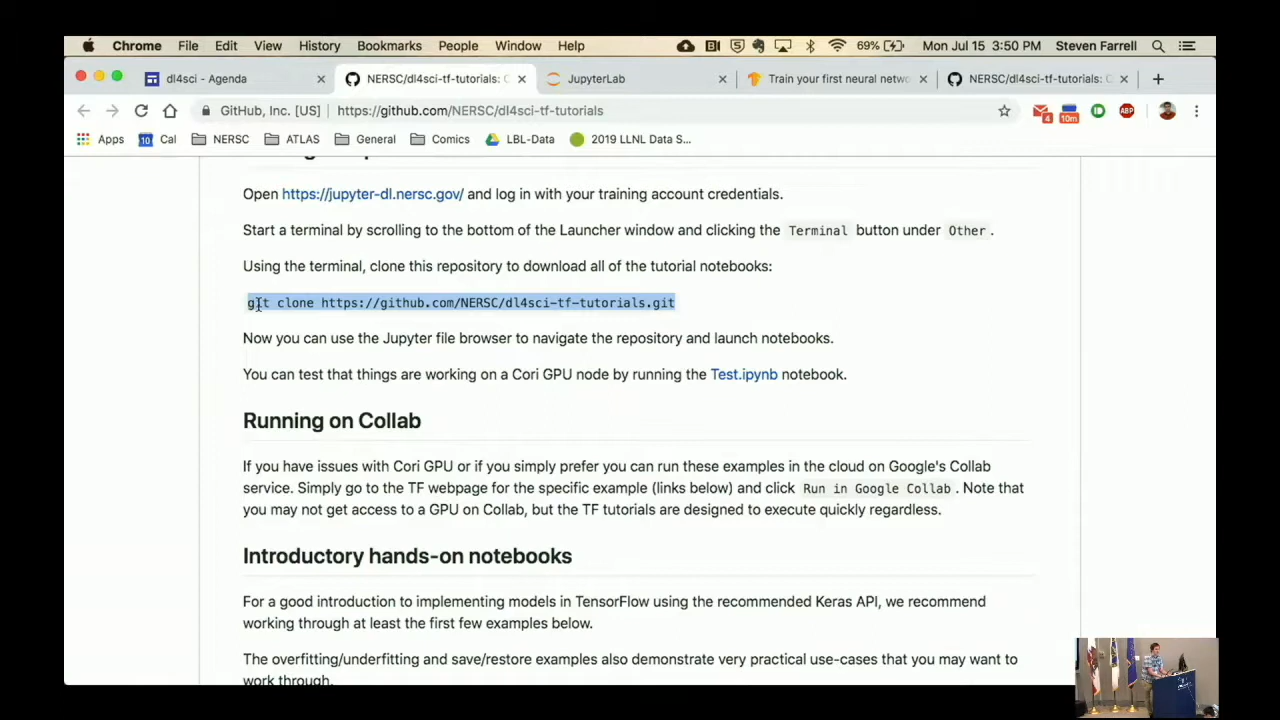 Chrome File Edit View History Bookmarks People Window Help 69% Mon Jul 15 3:50 PM Steven Farrell
dl4sci - Agenda NERSC/dl4sci-tf-tutorials: C JupyterLab Train your first neural netwo NERSC/dl4sci-tf-tutorials: C
GitHub, Inc. [US] https://github.com/NERSC/dl4sci-tf-tutorials 4 10m ABP
Apps 10 Cal NERSC ATLAS General Comics LBL-Data 2019 LLNL Data S...
Open https://jupyter-dl.nersc.gov/ and log in with your training account credentials.
Start a terminal by scrolling to the bottom of the Launcher window and clicking the Terminal button under Other.
Using the terminal, clone this repository to download all of the tutorial notebooks:
git clone https://github.com/NERSC/dl4sci-tf-tutorials.git
Now you can use the Jupyter file browser to navigate the repository and launch notebooks.
You can test that things are working on a Cori GPU node by running the Test.ipynb notebook.
Running on Collab
If you have issues with Cori GPU or if you simply prefer you can run these examples in the cloud on Google's Collab
service. Simply go to the TF webpage for the specific example (links below) and click Run in Google Collab. Note that
you may not get access to a GPU on Collab, but the TF tutorials are designed to execute quickly regardless.
Introductory hands-on notebooks
For a good introduction to implementing models in TensorFlow using the recommended Keras API, we recommend
working through at least the first few examples below.
The overfitting/underfitting and save/restore examples also demonstrate very practical use-cases that you may want to
work through.